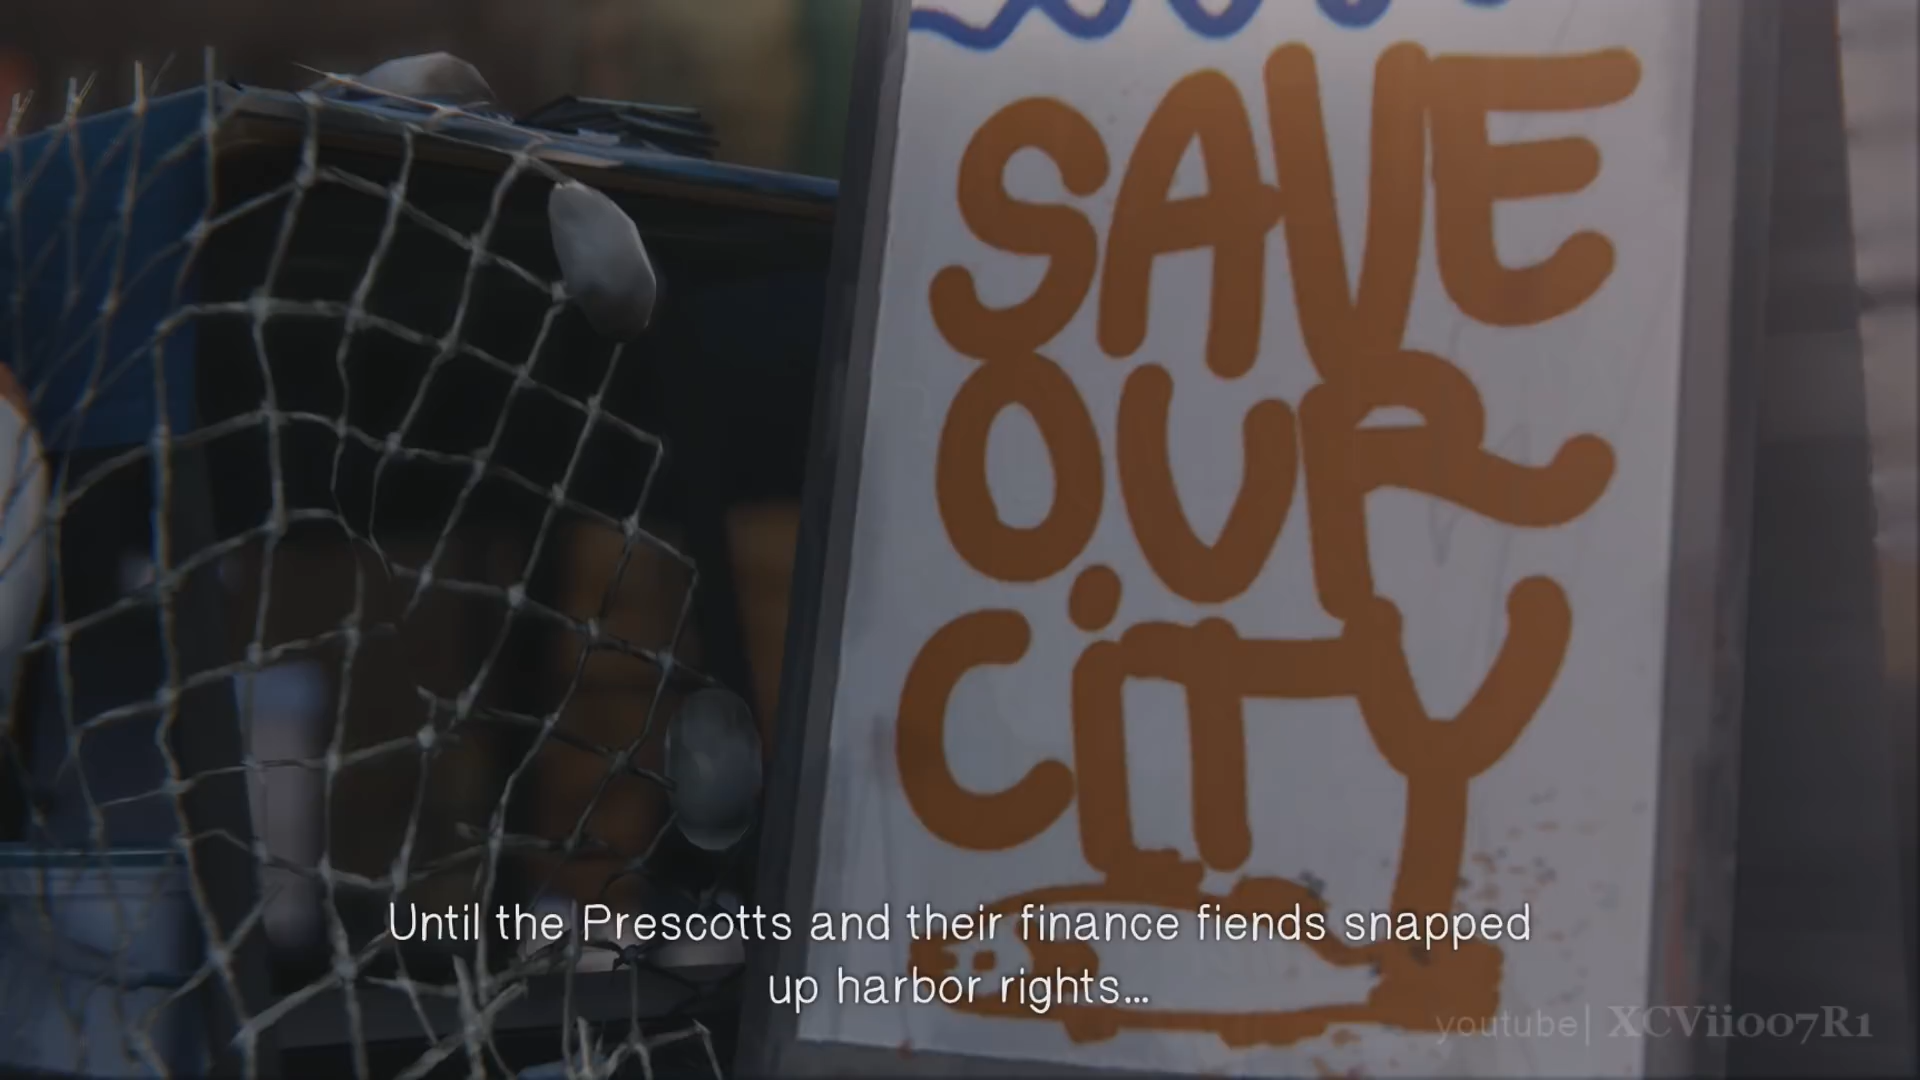 SAVE
OUR
CiTY
Until the Prescotts and their finance fiends snapped
up harbor rights...
youtube| XCVii007R1